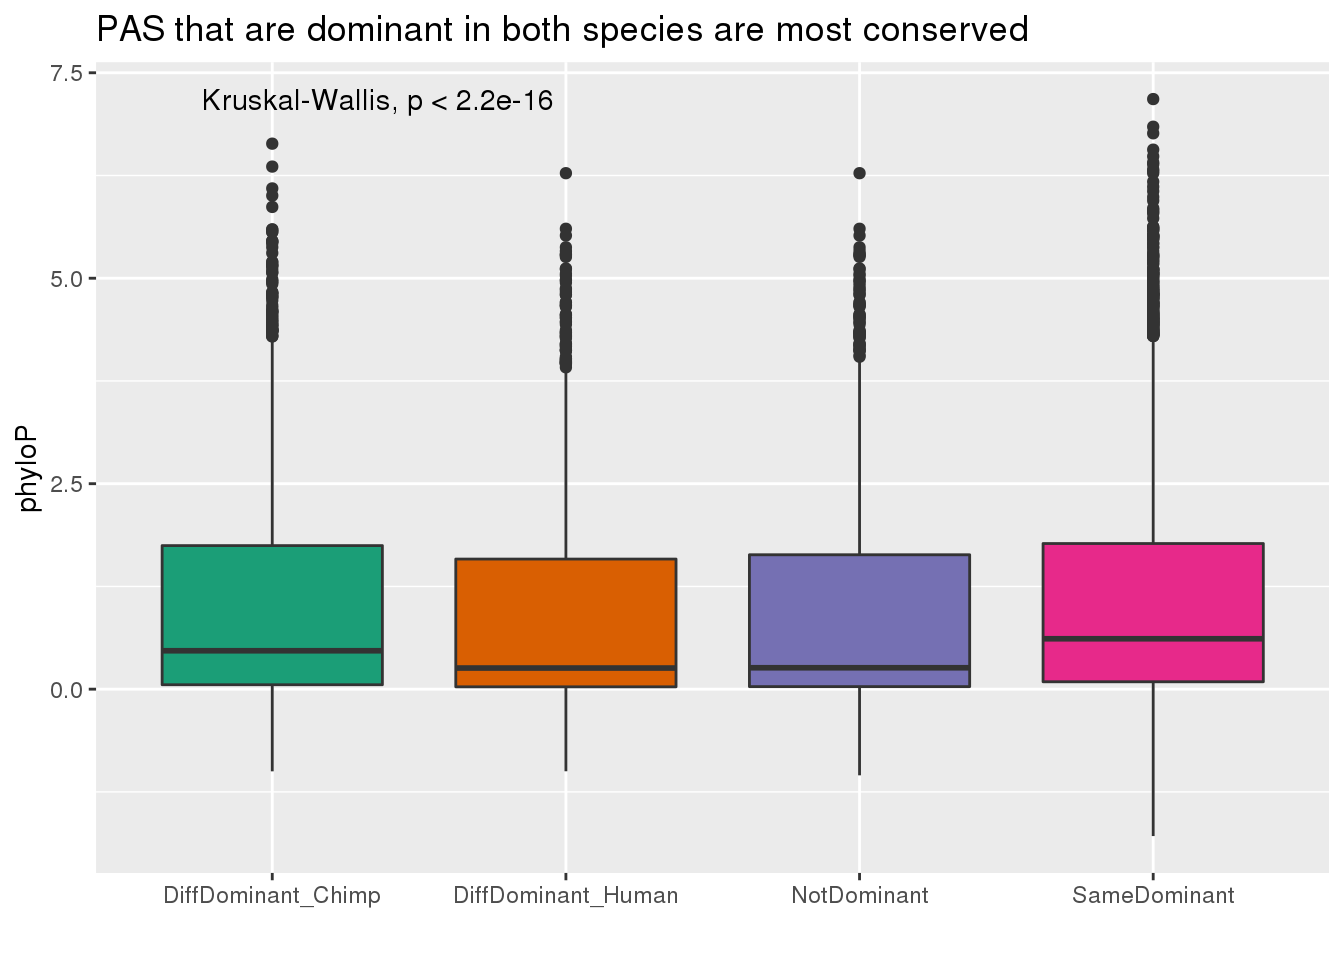 PAS that are dominant in both species are most conserved
7.5
Kruskal-Wallis, p < 2.2e-16
5.0
phyloP
2.5
0.0
DiffDominant_Chimp DiffDominant_Human NotDominant SameDominant